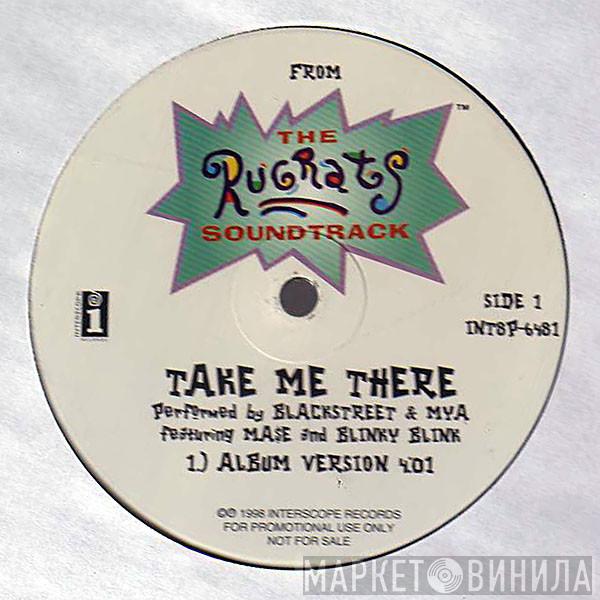 FROM
THE
RUGRATS
SOUNDTRACK
™
SIDE 1
INT8P-6481
INTERSCOPE
RECORDS
TAKE ME THERE
Performed by BLACKSTREET & MYA
featuring MA$E and BLINKY BLINK
1.) ALBUM VERSION 4:01
©℗ 1998 INTERSCOPE RECORDS
FOR PROMOTIONAL USE ONLY
NOT FOR SALE
МАРКЕТ ВИНИЛА